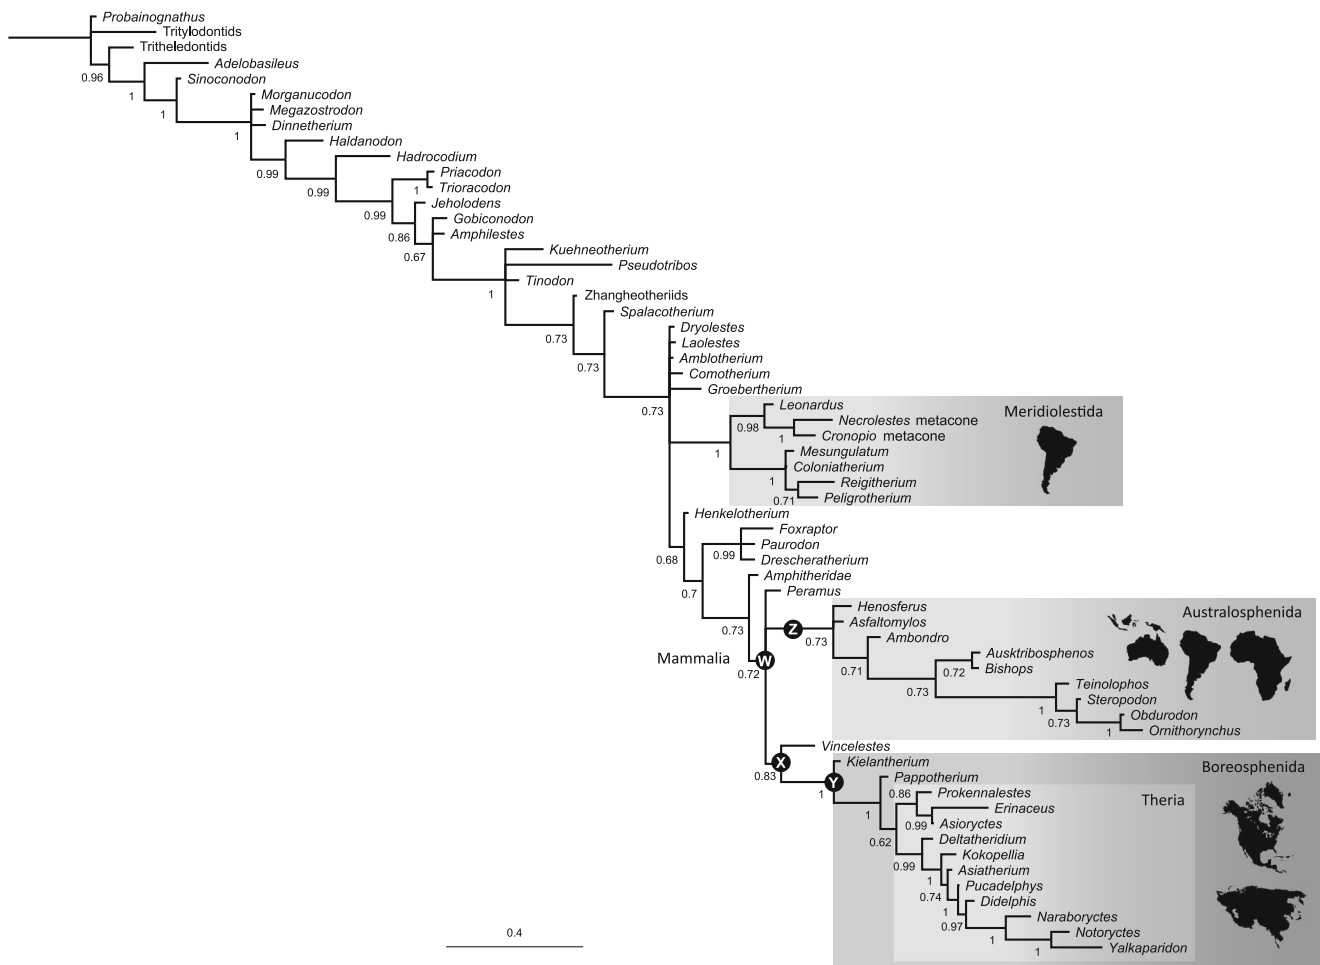 Probainognathus
Tritylodontids
Tritheledontids
0.96
Adelobasileus
1
Sinoconodon
1
Morganucodon
Megazostrodon
Dinnetherium
1
Haldanodon
0.99
Hadrocodium
0.99
Priacodon
1
Trioracodon
0.99
Jeholodens
0.86
Gobiconodon
Amphilestes
0.67
Kuehneotherium
Pseudotribos
Tinodon
1
Zhangheotheriids
0.73
Spalacotherium
0.73
Dryolestes
Laolestes
Amblotherium
Comotherium
Groebertherium
0.73
Meridiolestida
Leonardus
0.98
Necrolestes metacone
1
Cronopio metacone
1
Mesungulatum
Coloniatherium
1
Reigitherium
0.71
Peligrotherium
Henkelotherium
0.68
Foxraptor
Paurodon
0.99
Drescheratherium
0.7
Amphitheridae
Peramus
0.73
Mammalia
W
0.72
Z
0.73
Australosphenida
Henosferus
Asfaltomylos
Ambondro
0.71
Ausktribosphenos
0.72
Bishops
0.73
Teinolophos
1
Steropodon
0.73
Obdurodon
1
Ornithorynchus
Vincelestes
X
0.83
Boreosphenida
Kielantherium
Y
1
Pappotherium
1
Theria
0.86
Prokennalestes
Erinaceus
0.99
Asioryctes
0.62
Deltatheridium
0.99
Kokopellia
1
Asiatherium
0.74
Pucadelphys
1
Didelphis
0.97
Naraboryctes
1
Notoryctes
1
Yalkaparidon
0.4